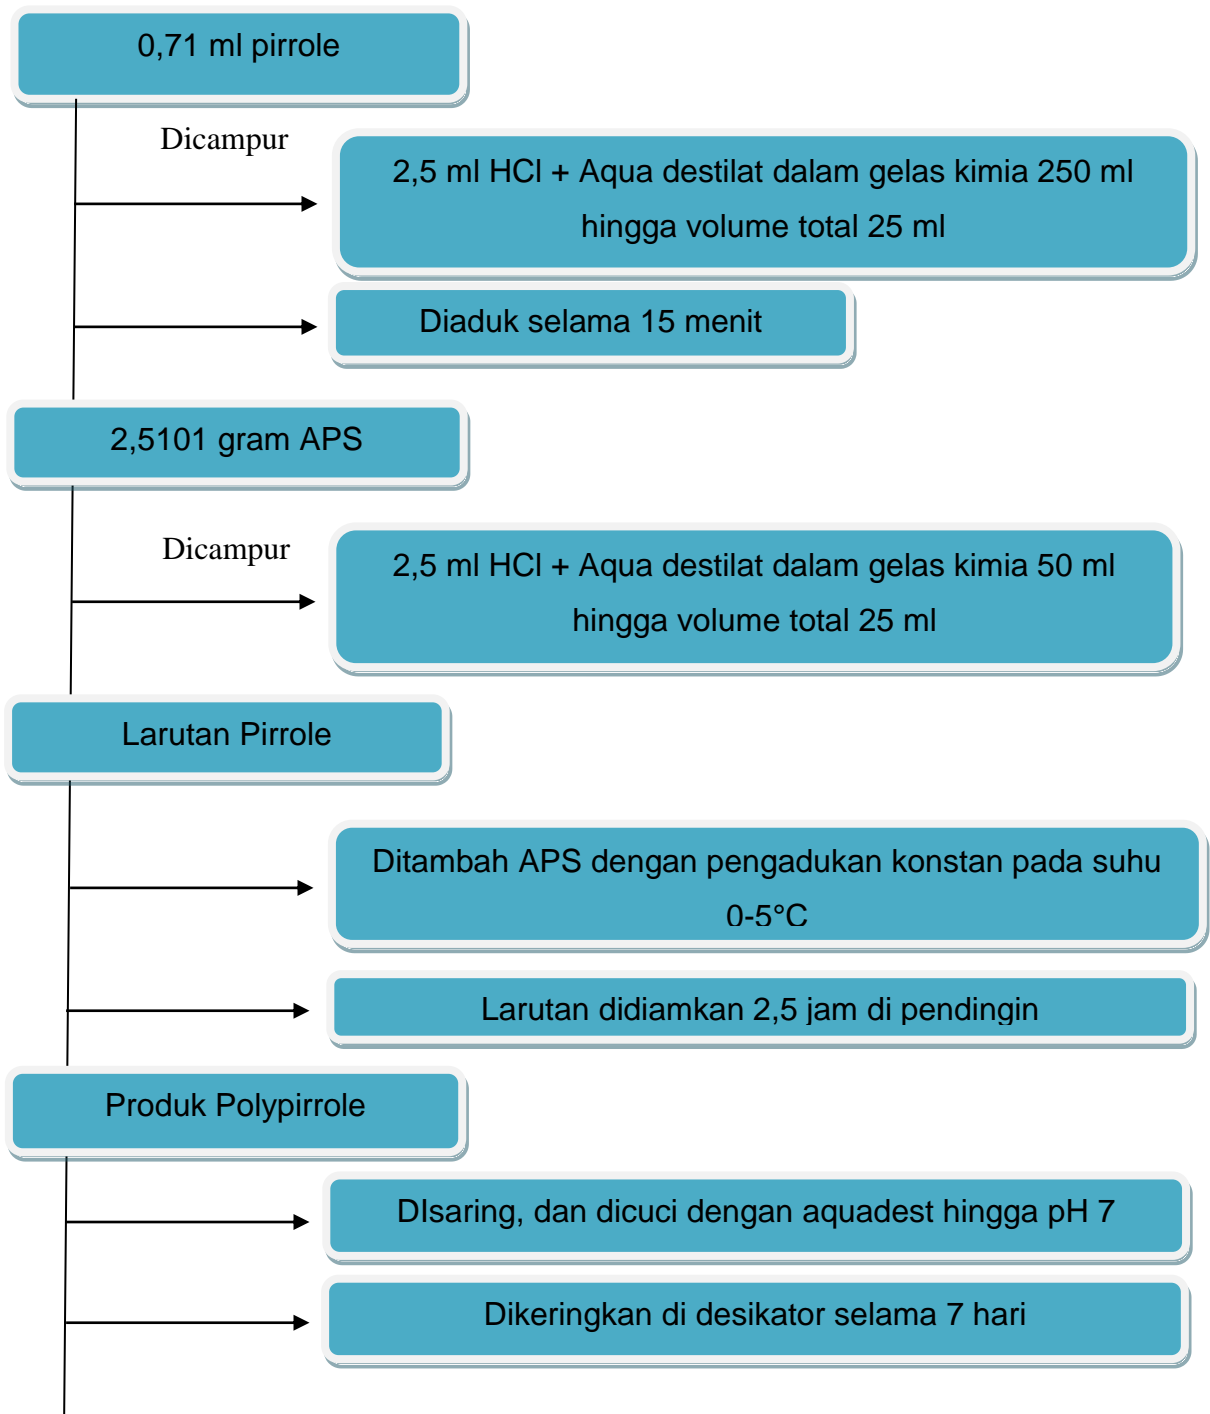 0,71 ml pirrole
Dicampur
2,5 ml HCl + Aqua destilat dalam gelas kimia 250 ml
hingga volume total 25 ml
Diaduk selama 15 menit
2,5101 gram APS
Dicampur
2,5 ml HCl + Aqua destilat dalam gelas kimia 50 ml
hingga volume total 25 ml
Larutan Pirrole
Ditambah APS dengan pengadukan konstan pada suhu
0-5°C
Larutan didiamkan 2,5 jam di pendingin
Produk Polypirrole
DIsaring, dan dicuci dengan aquadest hingga pH 7
Dikeringkan di desikator selama 7 hari